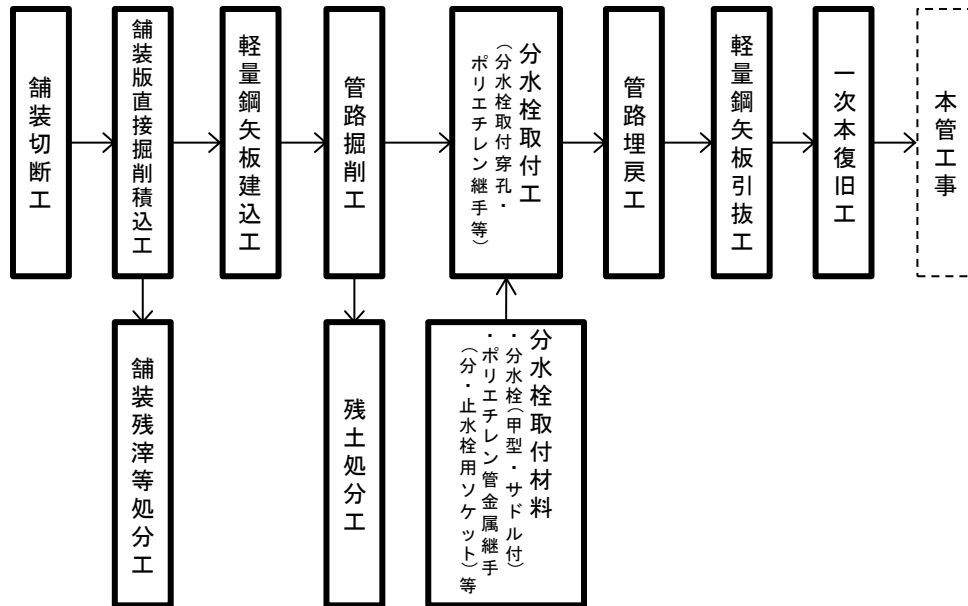 舗装切断工
舗装版直接掘削積込工
軽量鋼矢板建込工
管路掘削工
分水栓取付工
（分水栓取付穿孔・
ポリエチレン継手等）
管路埋戻工
軽量鋼矢板引抜工
一次本復旧工
本管工事
舗装残滓等処分工
残土処分工
分水栓取付材料
・分水栓（甲型・サドル付）
・ポリエチレン管金属継手
（分・止水栓用ソケット）等